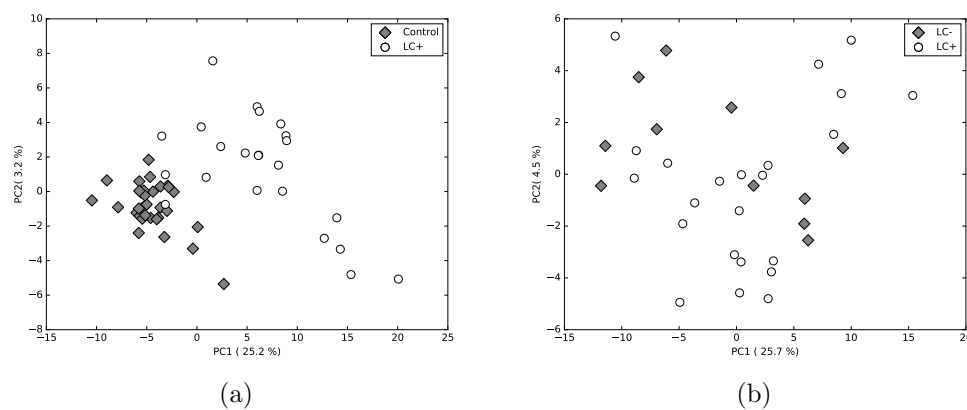 10
8
6
4
2
0
−2
−4
−6
−8
−15 −10 −5 0 5 10 15 20 25
PC2( 3.2 %)
PC1 ( 25.2 %)
Control
LC+
(a)
6
4
2
0
−2
−4
−6
−15 −10 −5 0 5 10 15 20
PC2( 4.5 %)
PC1 ( 25.7 %)
LC-
LC+
(b)